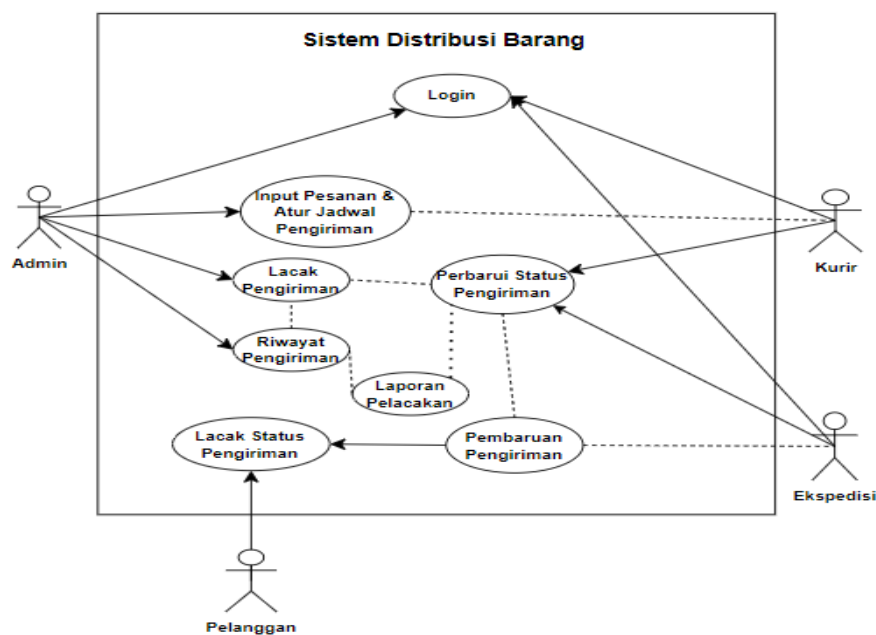 Sistem Distribusi Barang
Login
Input Pesanan &
Atur Jadwal
Pengiriman
Admin
Kurir
Lacak
Pengiriman
Perbarui Status
Pengiriman
Riwayat
Pengiriman
Laporan
Pelacakan
Lacak Status
Pengiriman
Pembaruan
Pengiriman
Ekspedisi
Pelanggan